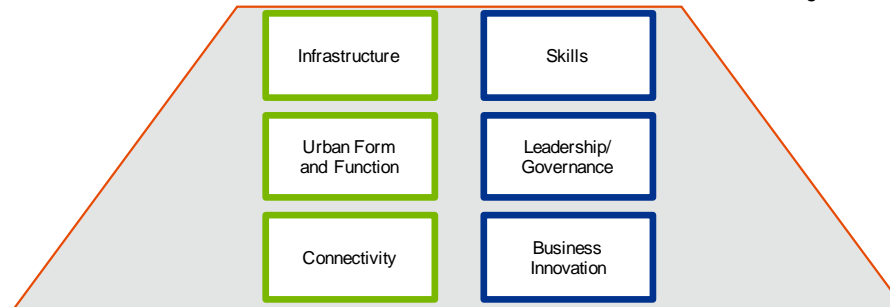 Infrastructure
Skills
Urban Form
and Function
Leadership/
Governance
Connectivity
Business
Innovation